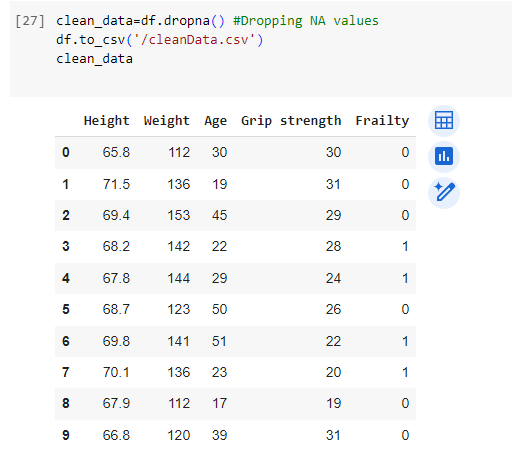 [27] clean_data=df.dropna() #Dropping NA values
df.to_csv('/cleanData.csv')
clean_data
Height Weight Age Grip strength Frailty
0 65.8 112 30 30 0
1 71.5 136 19 31 0
2 69.4 153 45 29 0
3 68.2 142 22 28 1
4 67.8 144 29 24 1
5 68.7 123 50 26 0
6 69.8 141 51 22 1
7 70.1 136 23 20 1
8 67.9 112 17 19 0
9 66.8 120 39 31 0